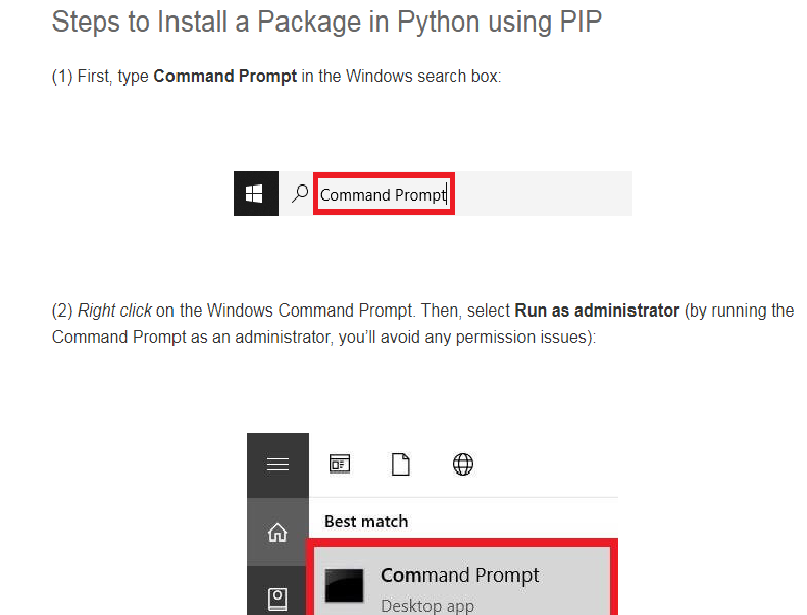 Steps to Install a Package in Python using PIP
(1) First, type Command Prompt in the Windows search box:
Command Prompt
(2) Right click on the Windows Command Prompt. Then, select Run as administrator (by running the
Command Prompt as an administrator, you’ll avoid any permission issues):
Best match
Command Prompt
Desktop app